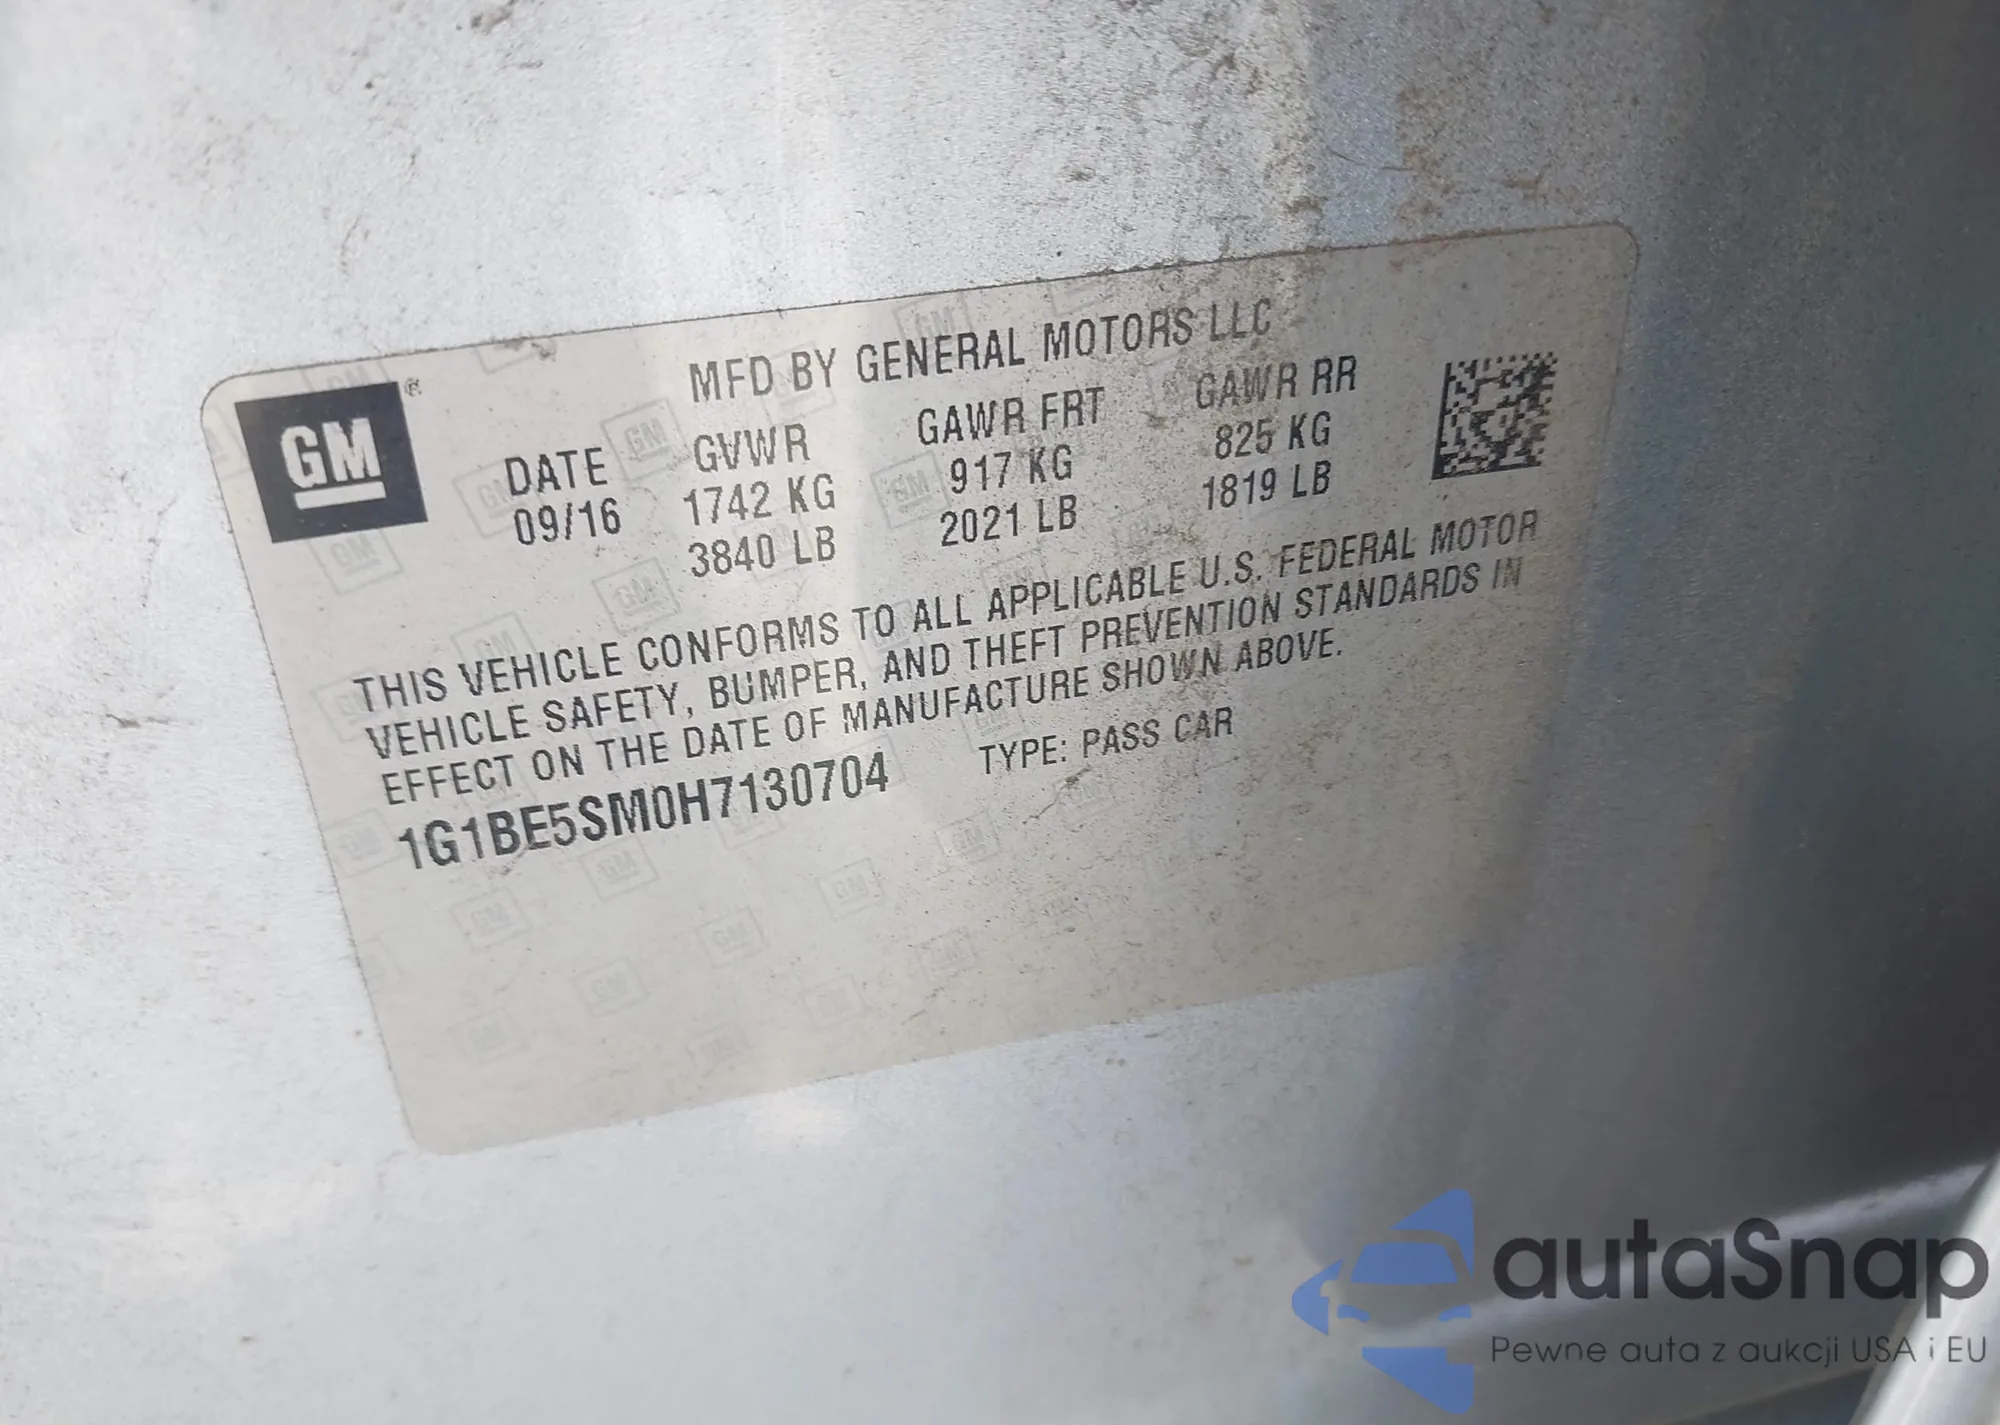 MFD BY GENERAL MOTORS LLC
GM ®
DATE GVWR GAWR FRT GAWR RR
09/16 1742 KG 917 KG 825 KG
3840 LB 2021 LB 1819 LB
THIS VEHICLE CONFORMS TO ALL APPLICABLE U.S. FEDERAL MOTOR
VEHICLE SAFETY, BUMPER, AND THEFT PREVENTION STANDARDS IN
EFFECT ON THE DATE OF MANUFACTURE SHOWN ABOVE.
1G1BE5SM0H7130704 TYPE: PASS CAR
autaSnap
Pewne auta z aukcji USA i EU